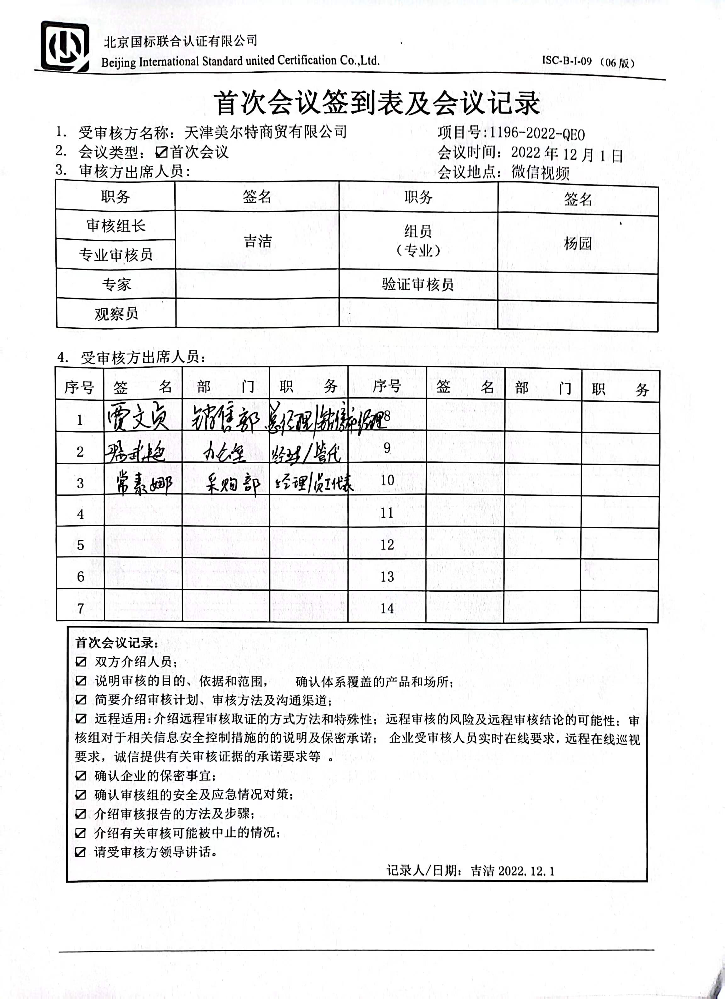 北京国标联合认证有限公司
Beijing International Standard united Certification Co.,Ltd.
ISC-B-I-09 （06 版）
首次会议签到表及会议记录
1. 受审核方名称：天津美尔特商贸有限公司 项目号:1196-2022-QEO
2. 会议类型：☑首次会议 会议时间：2022 年 12 月 1 日
3. 审核方出席人员： 会议地点：微信视频
职务 签名 职务 签名
审核组长 吉洁 组员 杨园
专业审核员 （专业）
专家 验证审核员
观察员
4. 受审核方出席人员：
序号 签 名 部 门 职 务 序号 签 名 部 门 职 务
1 贾文贞 销售部 总经理/销售部经理 8
2 办公室 经理/管代 9
3 常素娜 采购部 经理/员工代表 10
4 11
5 12
6 13
7 14
首次会议记录：
☑ 双方介绍人员；
☑ 说明审核的目的、依据和范围， 确认体系覆盖的产品和场所；
☑ 简要介绍审核计划、审核方法及沟通渠道；
☑ 远程适用：介绍远程审核取证的方式方法和特殊性；远程审核的风险及远程审核结论的可能性；审
核组对于相关信息安全控制措施的的说明及保密承诺； 企业受审核人员实时在线要求，远程在线巡视
要求，诚信提供有关审核证据的承诺要求等 。
☑ 确认企业的保密事宜；
☑ 确认审核组的安全及应急情况对策；
☑ 介绍审核报告的方法及步骤；
☑ 介绍有关审核可能被中止的情况；
☑ 请受审核方领导讲话。
记录人/日期：吉洁 2022.12.1